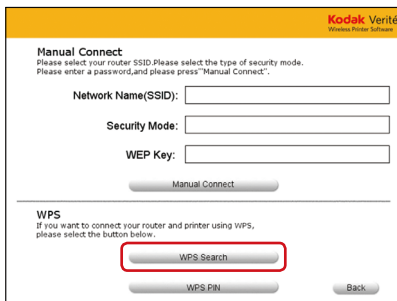 Kodak Verité
Wireless Printer Software
Manual Connect
Please select your router SSID.Please select the type of security mode.
Please enter a password,and please press"Manual Connect".
Network Name(SSID):
Security Mode:
WEP Key:
Manual Connect
WPS
If you want to connect your router and printer using WPS,
please select the button below.
WPS Search
WPS PIN
Back